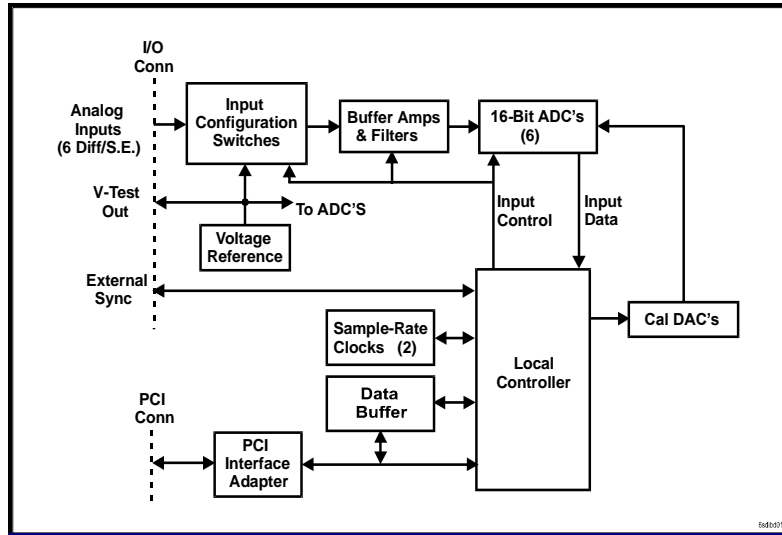 I/O
Conn
Analog
Inputs
(6 Diff/S.E.)
Input
Configuration
Switches
Buffer Amps
& Filters
16-Bit ADC's
(6)
V-Test
Out
To ADC'S
Voltage
Reference
Input
Control
Input
Data
External
Sync
Sample-Rate
Clocks (2)
Cal DAC's
Local
Controller
Data
Buffer
PCI
Conn
PCI
Interface
Adapter